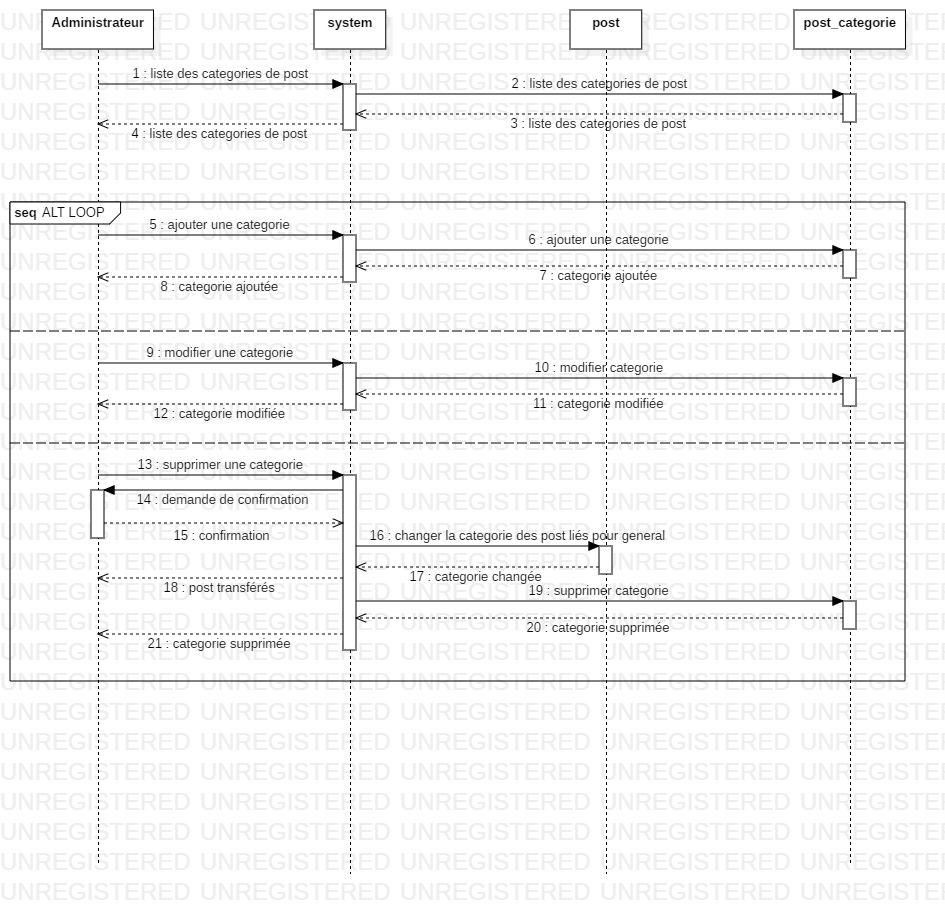 Administrateur
system
post
post_categorie
1 : liste des categories de post
2 : liste des categories de post
3 : liste des categories de post
4 : liste des categories de post
seq ALT LOOP
5 : ajouter une categorie
6 : ajouter une categorie
7 : categorie ajoutée
8 : categorie ajoutée
9 : modifier une categorie
10 : modifier categorie
11 : categorie modifiée
12 : categorie modifiée
13 : supprimer une categorie
14 : demande de confirmation
15 : confirmation
16 : changer la categorie des post liés pour general
17 : categorie changée
18 : post transférés
19 : supprimer categorie
20 : categorie supprimée
21 : categorie supprimée
UNREGISTERED